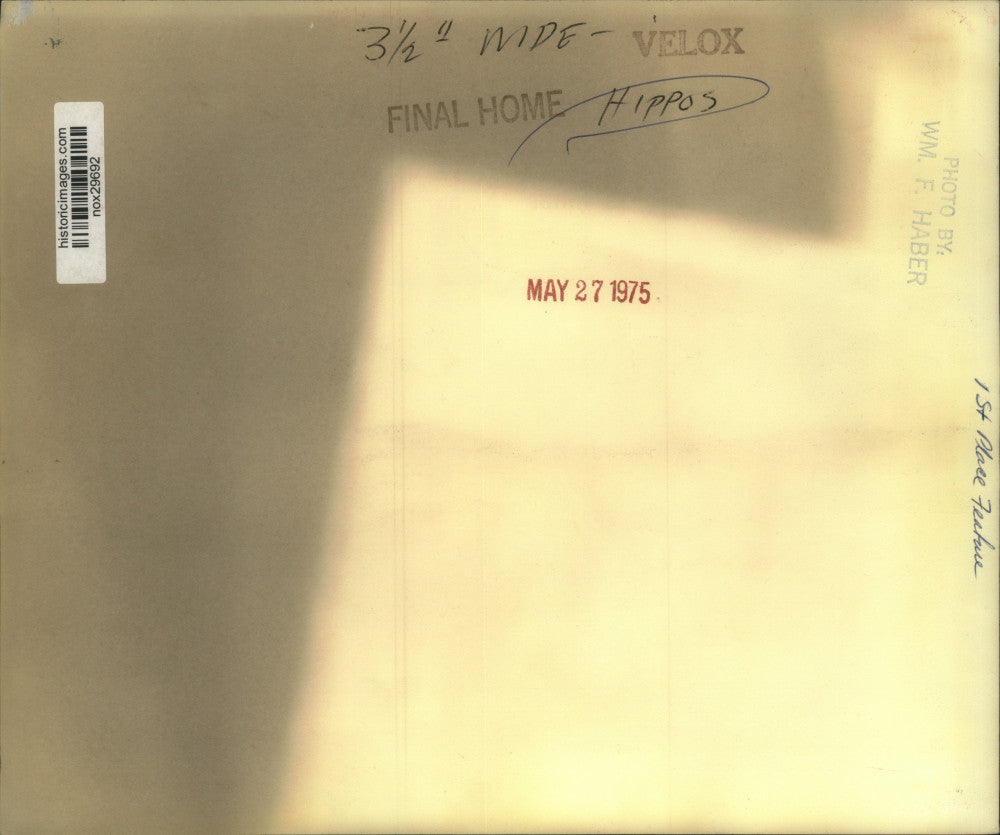 3½" WIDE - VELOX
FINAL HOME HIPPOS
historicimages.com
nox29692
PHOTO BY:
WM. F. HABER
MAY 27 1975
1st Place Feature